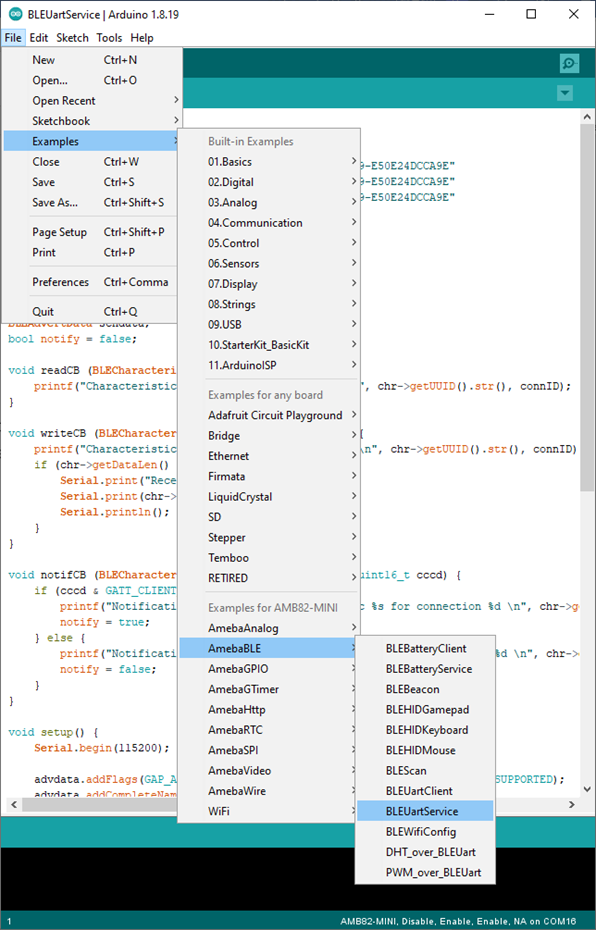 BLEUartService | Arduino 1.8.19
File Edit Sketch Tools Help
New Ctrl+N
Open... Ctrl+O
Open Recent
Sketchbook
Examples
Close Ctrl+W
Save Ctrl+S
Save As... Ctrl+Shift+S
Page Setup Ctrl+Shift+P
Print Ctrl+P
Preferences Ctrl+Comma
Quit Ctrl+Q
Built-in Examples
01.Basics
02.Digital
03.Analog
04.Communication
05.Control
06.Sensors
07.Display
08.Strings
09.USB
10.StarterKit_BasicKit
11.ArduinoISP
Examples for any board
Adafruit Circuit Playground
Bridge
Ethernet
Firmata
LiquidCrystal
SD
Stepper
Temboo
RETIRED
Examples for AMB82-MINI
AmebaAnalog
AmebaBLE
AmebaGPIO
AmebaGTimer
AmebaHttp
AmebaRTC
AmebaSPI
AmebaVideo
AmebaWire
WiFi
BLEBatteryClient
BLEBatteryService
BLEBeacon
BLEHIDGamepad
BLEHIDKeyboard
BLEHIDMouse
BLEScan
BLEUartClient
BLEUartService
BLEWifiConfig
DHT_over_BLEUart
PWM_over_BLEUart
9-E50E24DCCA9E"
9-E50E24DCCA9E"
9-E50E24DCCA9E"
bool notify = false;
void readCB (BLECharacteri
printf("Characteristic ", chr->getUUID().str(), connID);
}
void writeCB (BLECharacter {
printf("Characteristic \n", chr->getUUID().str(), connID)
if (chr->getDataLen()
Serial.print("Rece
Serial.print(chr->
Serial.println();
}
}
void notifCB (BLECharacter uint16_t cccd) {
if (cccd & GATT_CLIENT
printf("Notificati c %s for connection %d \n", chr->g
notify = true;
} else {
printf("Notificati %d \n", chr->
notify = false;
}
}
void setup() {
Serial.begin(115200);
advdata.addFlags(GAP_A SUPPORTED);
advdata.addCompleteNam
1 AMB82-MINI, Disable, Enable, Enable, NA on COM16